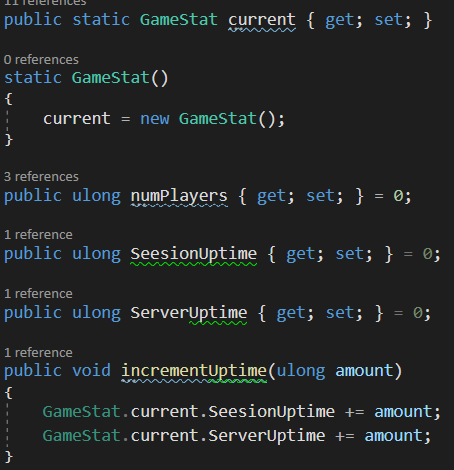 11 references
public static GameStat current { get; set; }
0 references
static GameStat()
{
current = new GameStat();
}
3 references
public ulong numPlayers { get; set; } = 0;
1 reference
public ulong SeesionUptime { get; set; } = 0;
1 reference
public ulong ServerUptime { get; set; } = 0;
1 reference
public void incrementUptime(ulong amount)
{
GameStat.current.SeesionUptime += amount;
GameStat.current.ServerUptime += amount;
}